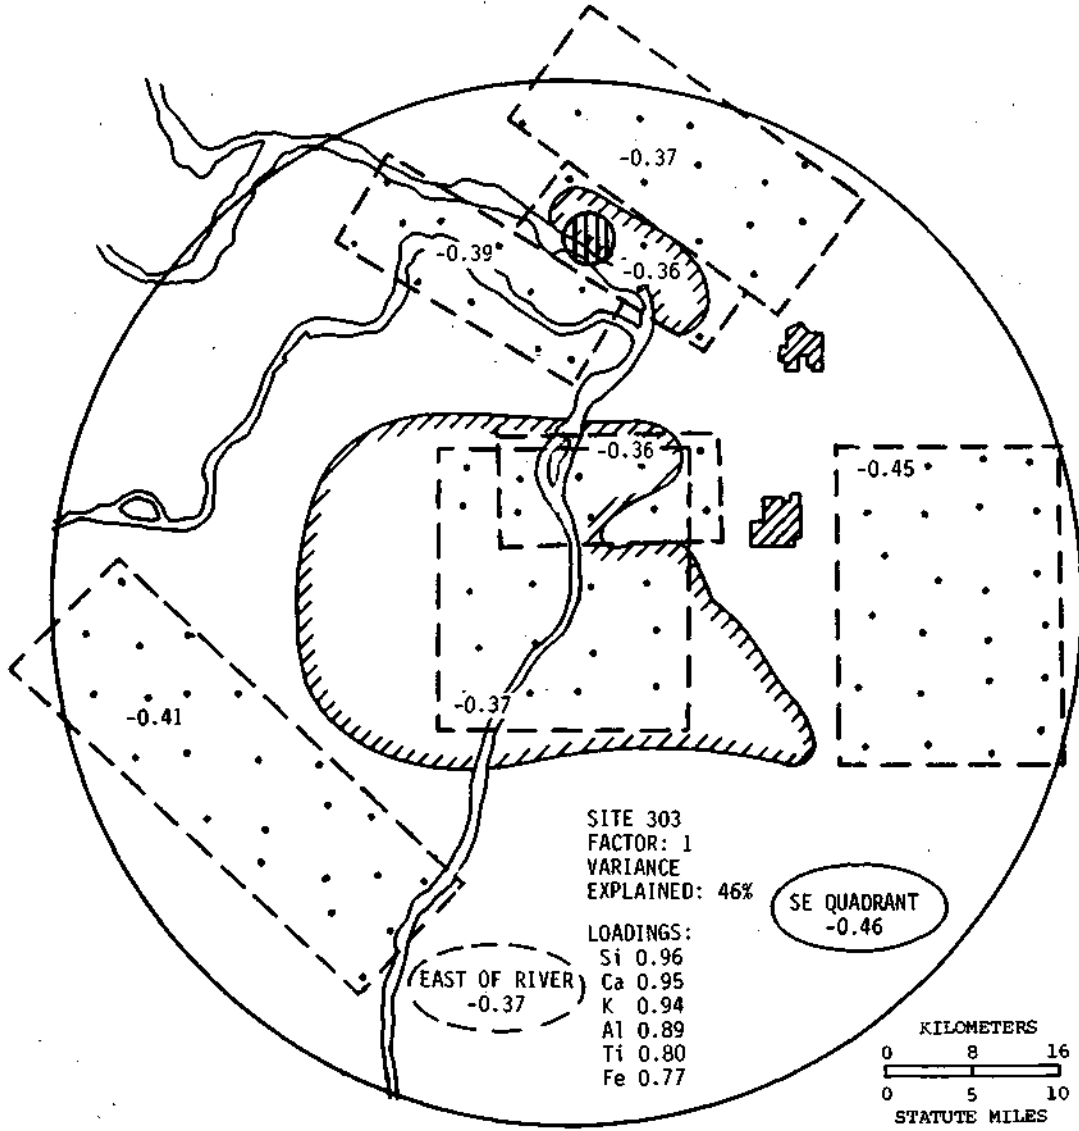 -0.37
-0.39
-0.36
-0.36
-0.45
-0.37
-0.41
SITE 303
FACTOR: 1
VARIANCE
EXPLAINED: 46%
LOADINGS:
Si 0.96
Ca 0.95
K 0.94
Al 0.89
Ti 0.80
Fe 0.77
SE QUADRANT
-0.46
EAST OF RIVER
-0.37
KILOMETERS
0 8 16
0 5 10
STATUTE MILES